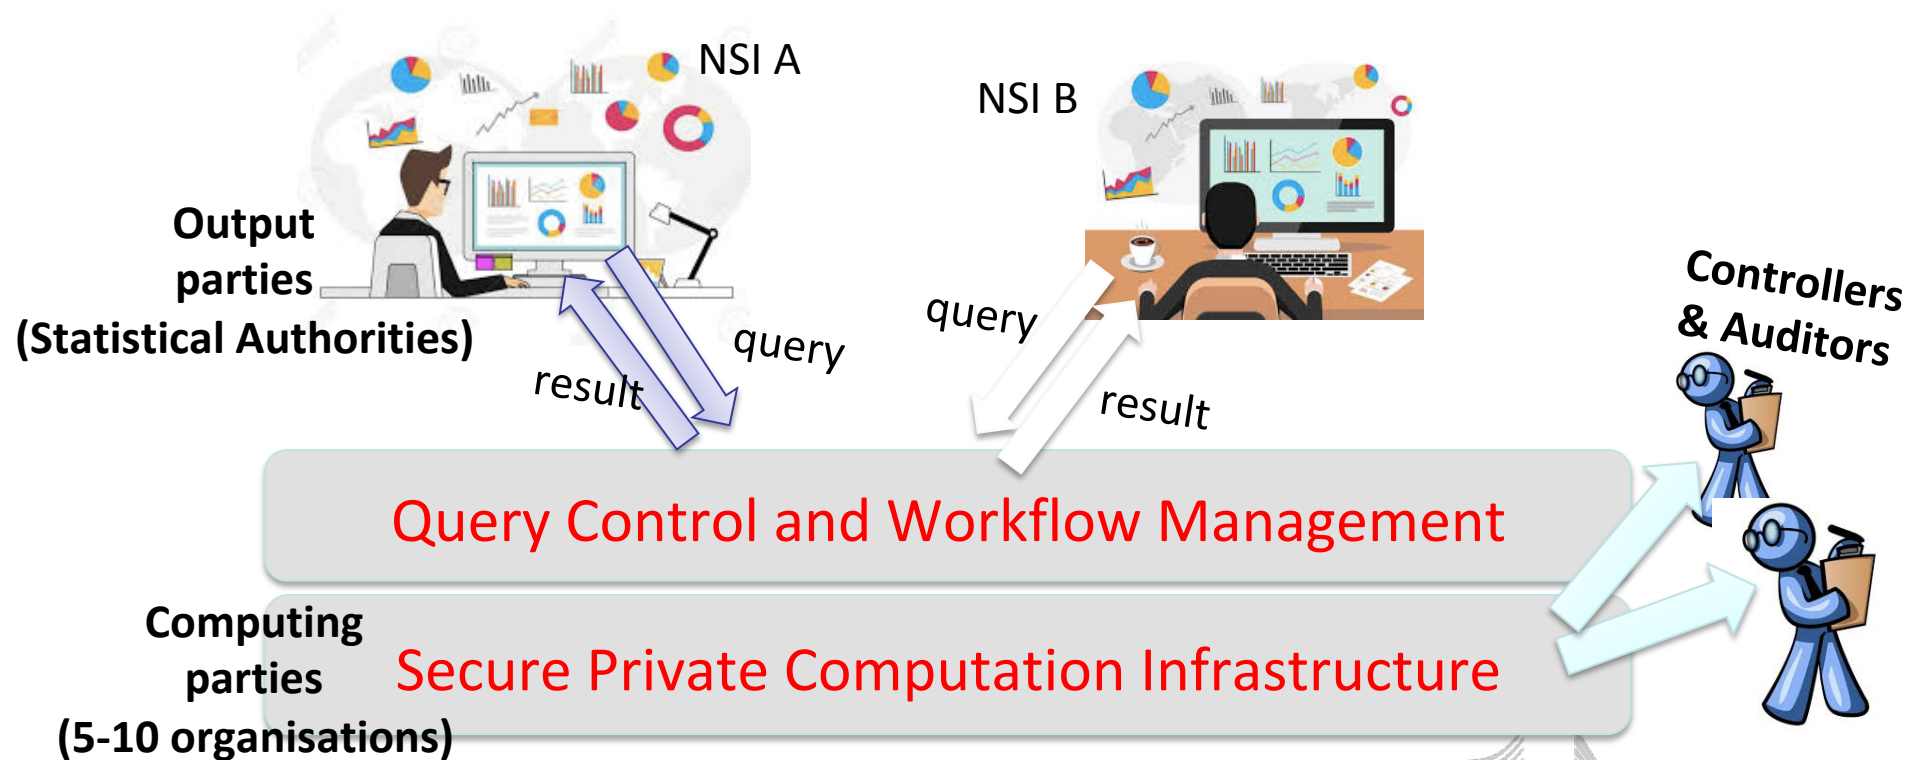 NSI A
NSI B
Output
parties
(Statistical Authorities)
Controllers
& Auditors
query
result
query
result
Query Control and Workflow Management
Computing
parties
(5-10 organisations)
Secure Private Computation Infrastructure